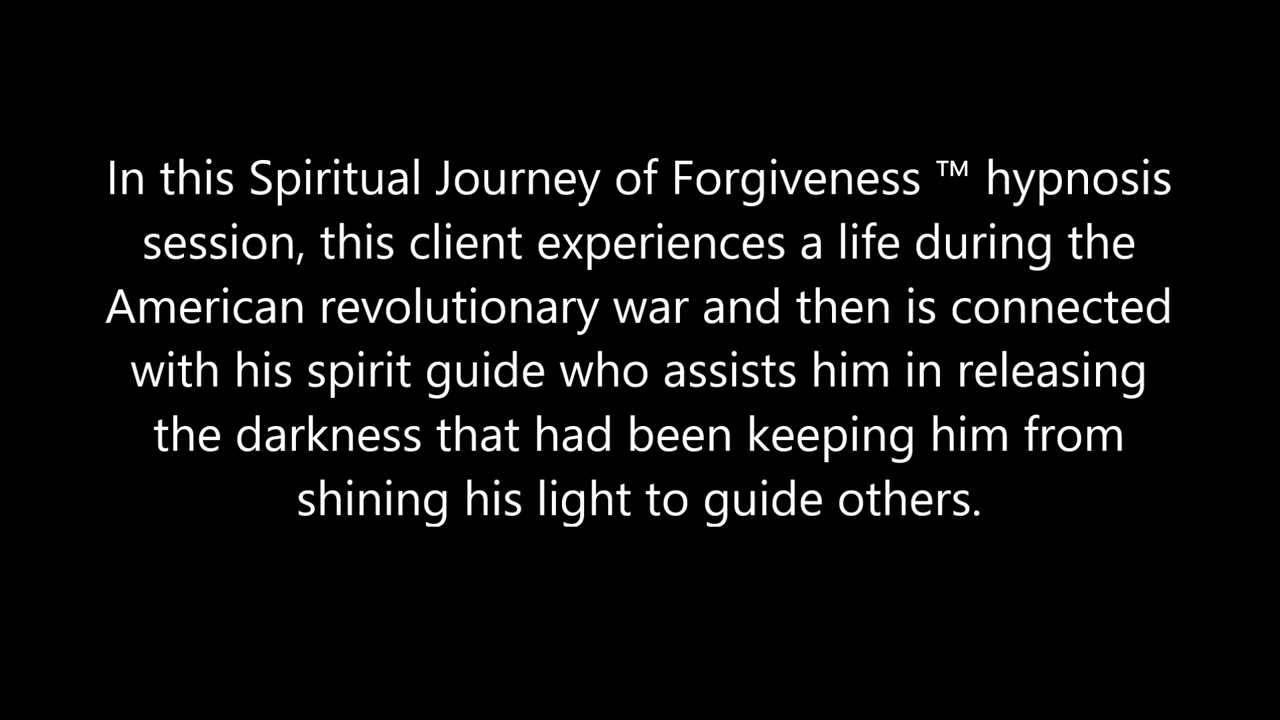 In this Spiritual Journey of Forgiveness ™ hypnosis
session, this client experiences a life during the
American revolutionary war and then is connected
with his spirit guide who assists him in releasing
the darkness that had been keeping him from
shining his light to guide others.